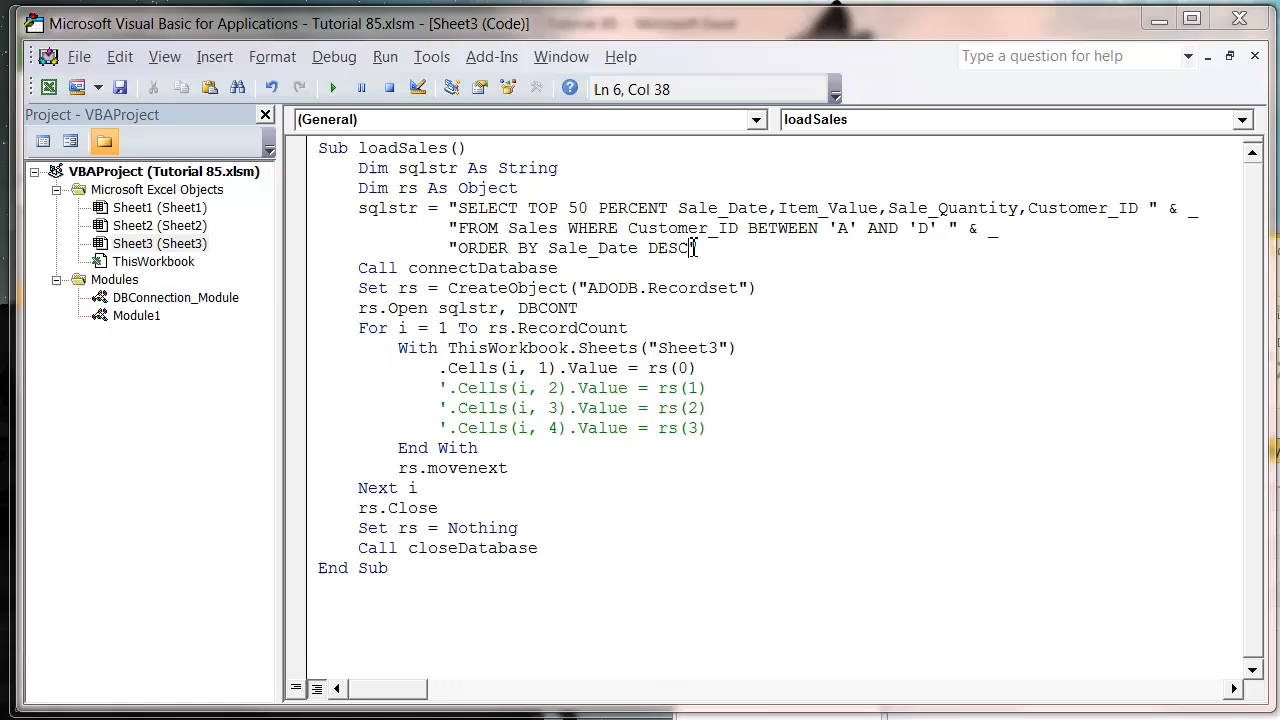 Microsoft Visual Basic for Applications - Tutorial 85.xlsm - [Sheet3 (Code)]
File Edit View Insert Format Debug Run Tools Add-Ins Window Help
Type a question for help
Ln 6, Col 38
Project - VBAProject
(General)
loadSales
VBAProject (Tutorial 85.xlsm)
Microsoft Excel Objects
Sheet1 (Sheet1)
Sheet2 (Sheet2)
Sheet3 (Sheet3)
ThisWorkbook
Modules
DBConnection_Module
Module1
Sub loadSales()
Dim sqlstr As String
Dim rs As Object
sqlstr = "SELECT TOP 50 PERCENT Sale_Date,Item_Value,Sale_Quantity,Customer_ID " & _
"FROM Sales WHERE Customer_ID BETWEEN 'A' AND 'D' " & _
"ORDER BY Sale_Date DESC"
Call connectDatabase
Set rs = CreateObject("ADODB.Recordset")
rs.Open sqlstr, DBCONT
For i = 1 To rs.RecordCount
With ThisWorkbook.Sheets("Sheet3")
.Cells(i, 1).Value = rs(0)
'.Cells(i, 2).Value = rs(1)
'.Cells(i, 3).Value = rs(2)
'.Cells(i, 4).Value = rs(3)
End With
rs.movenext
Next i
rs.Close
Set rs = Nothing
Call closeDatabase
End Sub